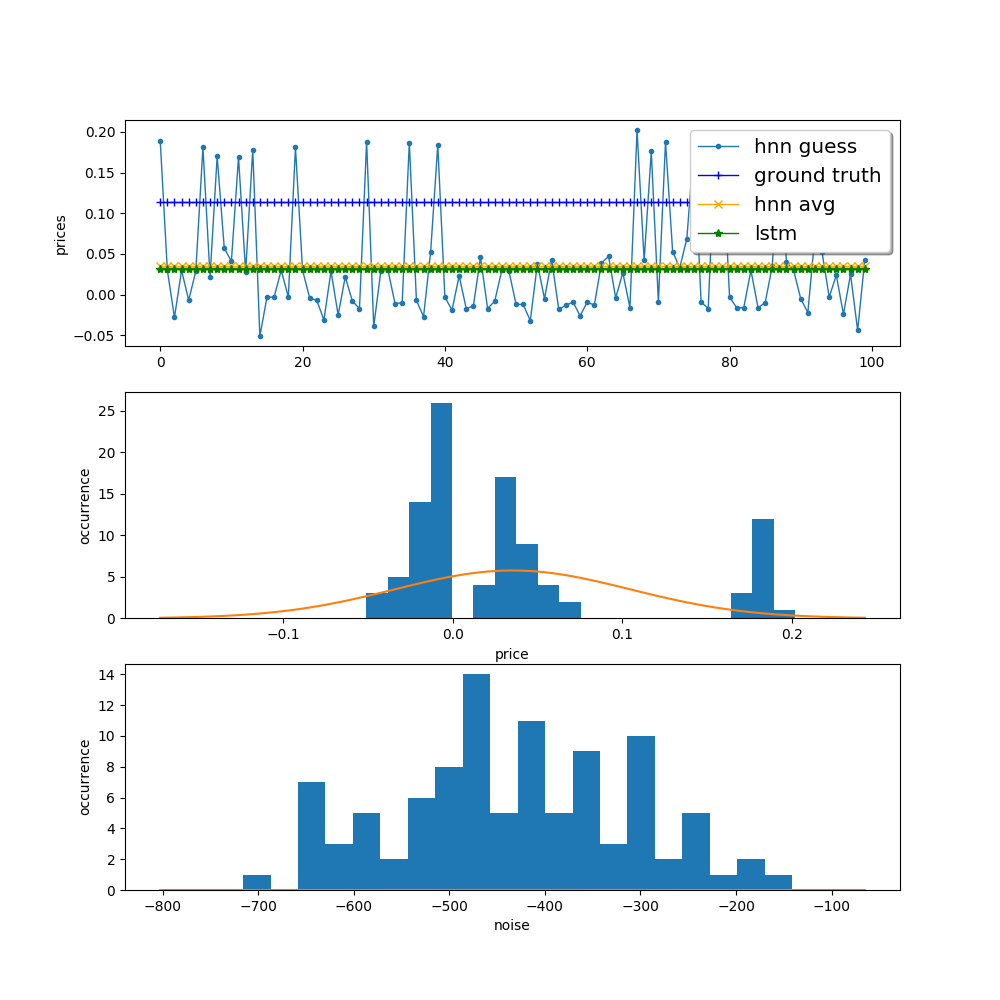 0.20
0.15
0.10
0.05
0.00
−0.05
prices
hnn guess
ground truth
hnn avg
lstm
0 20 40 60 80 100
25
20
15
10
5
0
occurrence
−0.1 0.0 0.1 0.2
price
14
12
10
8
6
4
2
0
occurrence
−800 −700 −600 −500 −400 −300 −200 −100
noise